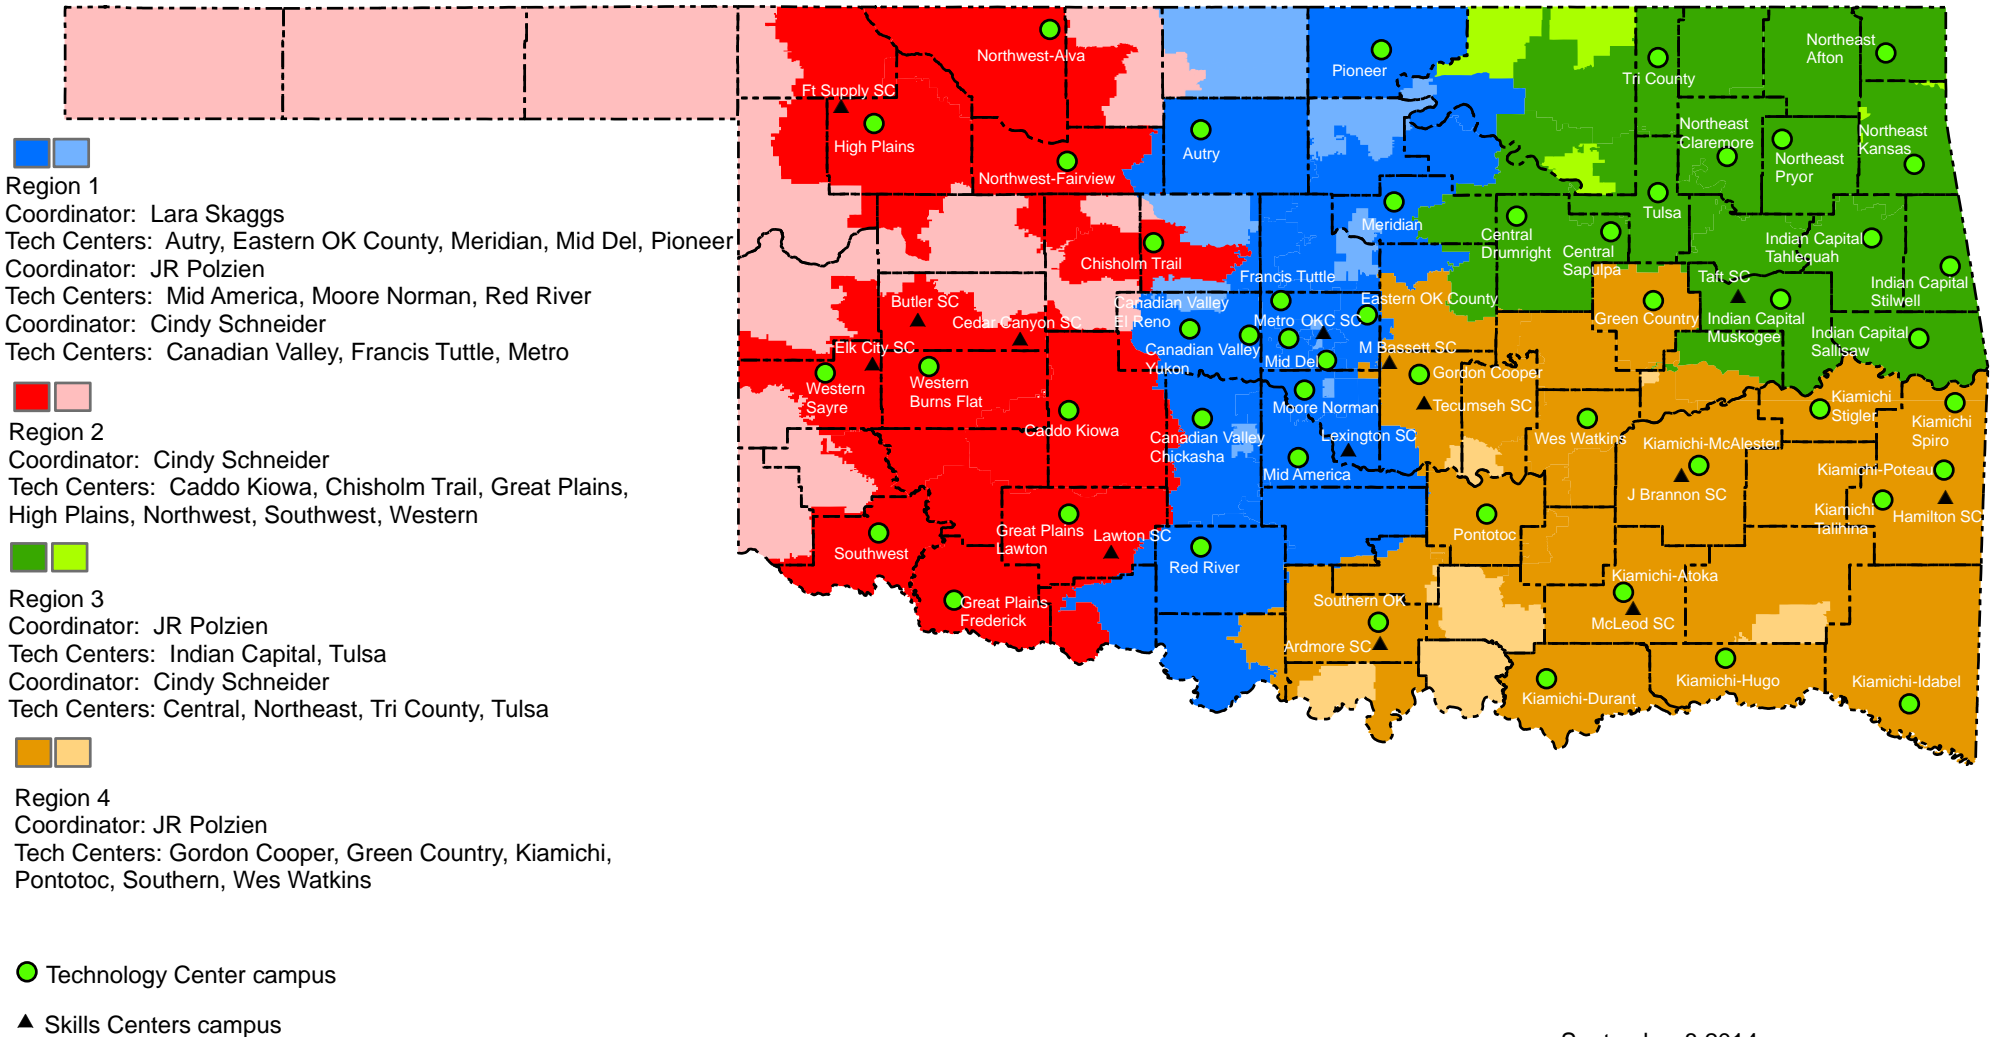 Region 1
Coordinator: Lara Skaggs
Tech Centers: Autry, Eastern OK County, Meridian, Mid Del, Pioneer
Coordinator: JR Polzien
Tech Centers: Mid America, Moore Norman, Red River
Coordinator: Cindy Schneider
Tech Centers: Canadian Valley, Francis Tuttle, Metro
Region 2
Coordinator: Cindy Schneider
Tech Centers: Caddo Kiowa, Chisholm Trail, Great Plains,
High Plains, Northwest, Southwest, Western
Region 3
Coordinator: JR Polzien
Tech Centers: Indian Capital, Tulsa
Coordinator: Cindy Schneider
Tech Centers: Central, Northeast, Tri County, Tulsa
Region 4
Coordinator: JR Polzien
Tech Centers: Gordon Cooper, Green Country, Kiamichi,
Pontotoc, Southern, Wes Watkins
Technology Center campus
Skills Centers campus
Northwest-Alva
Ft Supply SC
High Plains
Northwest-Fairview
Chisholm Trail
Butler SC
Cedar Canyon SC
Elk City SC
Western
Sayre
Western
Burns Flat
Caddo Kiowa
Great Plains
Lawton
Lawton SC
Southwest
Great Plains
Frederick
Pioneer
Autry
Meridian
Francis Tuttle
Canadian Valley
El Reno
Canadian Valley
Yukon
Metro
OKC SC
Eastern OK County
Mid Del
M Bassett SC
Moore Norman
Canadian Valley
Chickasha
Lexington SC
Mid America
Red River
Tri County
Northeast
Afton
Northeast
Claremore
Northeast
Pryor
Northeast
Kansas
Tulsa
Central
Drumright
Central
Sapulpa
Indian Capital
Tahlequah
Taft SC
Indian Capital
Muskogee
Indian Capital
Stilwell
Indian Capital
Sallisaw
Green Country
Gordon Cooper
Tecumseh SC
Wes Watkins
Kiamichi
Stigler
Kiamichi
Spiro
Kiamichi-McAlester
J Brannon SC
Kiamichi-Poteau
Kiamichi
Talihina
Hamilton SC
Pontotoc
Kiamichi-Atoka
McLeod SC
Southern OK
Ardmore SC
Kiamichi-Durant
Kiamichi-Hugo
Kiamichi-Idabel